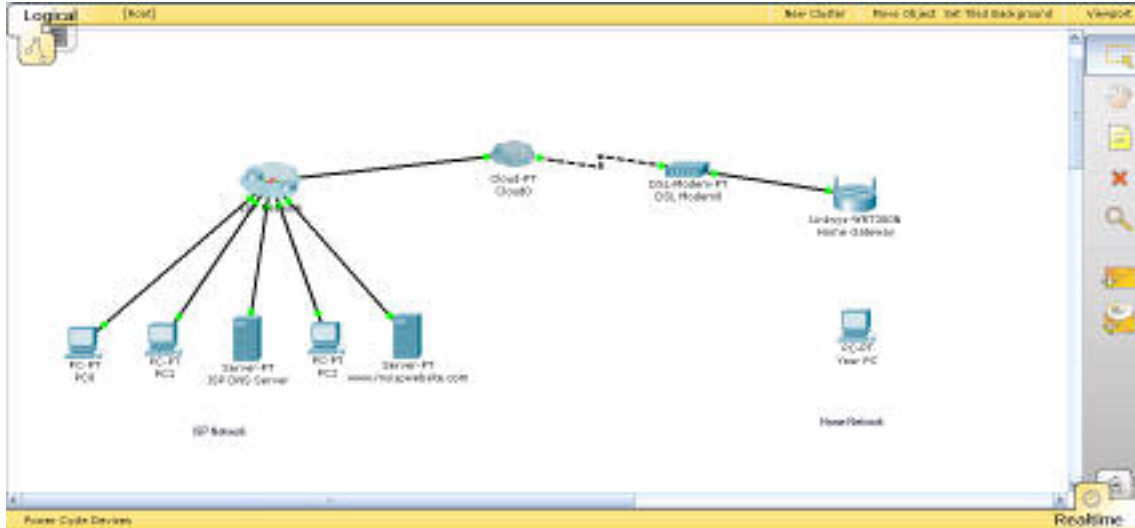 Logical
[Root]
New Cluster
Move Object
Set Tiled Background
Viewport
Cloud-PT
Cloud0
DSL-Modem-PT
DSL Modem0
Linksys-WRT300N
Home Gateway
PC-PT
PC0
PC-PT
PC1
Server-PT
ISP DNS Server
PC-PT
PC2
Server-PT
PC-PT
Your PC
ISP Network
Home Network
Power Cycle Devices
Realtime